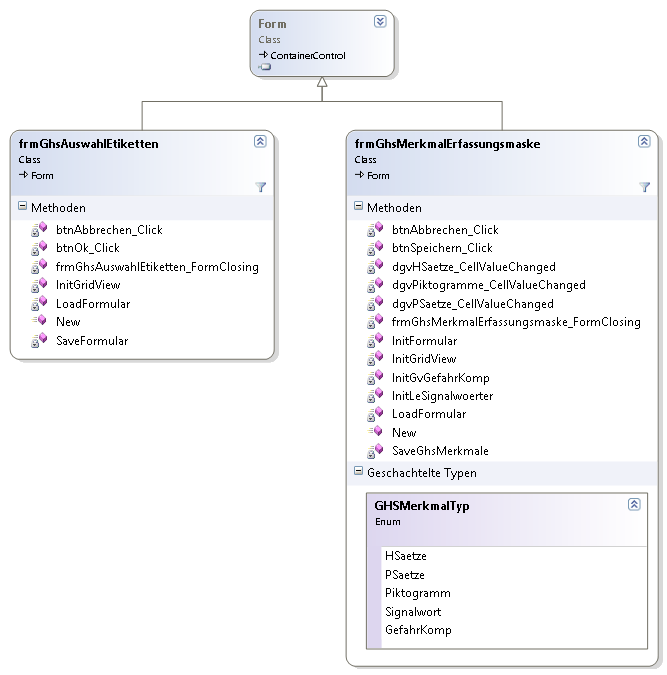 Form
Class
ContainerControl
frmGhsAuswahlEtiketten
Class
Form
Methoden
btnAbbrechen_Click
btnOk_Click
frmGhsAuswahlEtiketten_FormClosing
InitGridView
LoadFormular
New
SaveFormular
frmGhsMerkmalErfassungsmaske
Class
Form
Methoden
btnAbbrechen_Click
btnSpeichern_Click
dgvHSaetze_CellValueChanged
dgvPiktogramme_CellValueChanged
dgvPSaetze_CellValueChanged
frmGhsMerkmalErfassungsmaske_FormClosing
InitFormular
InitGridView
InitGvGefahrKomp
InitLeSignalwoerter
LoadFormular
New
SaveGhsMerkmale
Geschachtelte Typen
GHSMerkmalTyp
Enum
HSaetze
PSaetze
Piktogramm
Signalwort
GefahrKomp